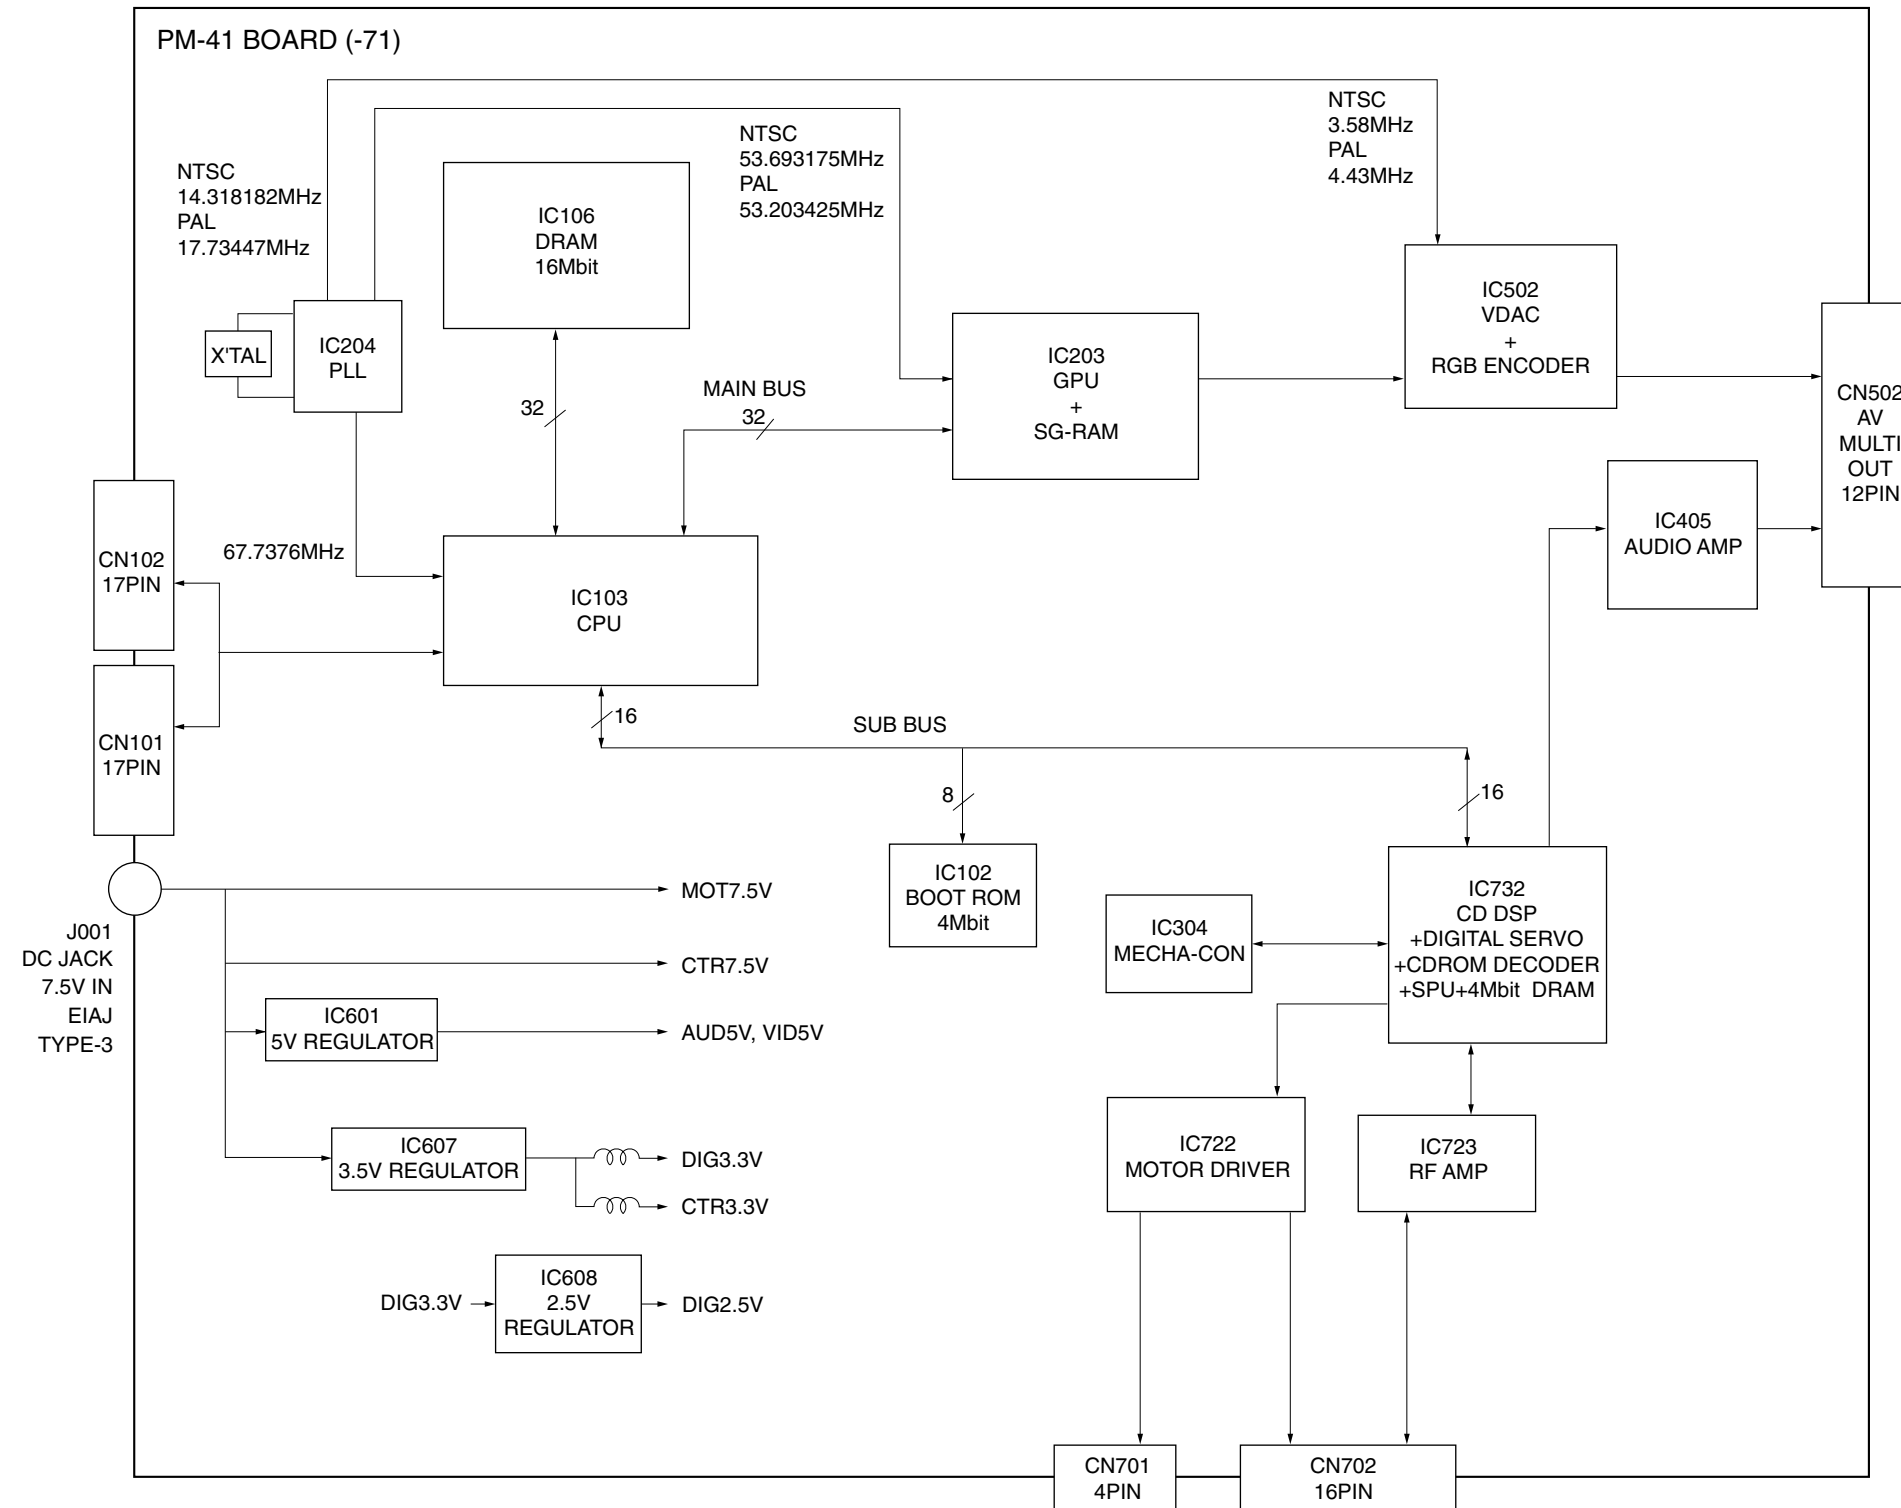 PM-41 BOARD (-71)
NTSC
14.318182MHz
PAL
17.73447MHz
NTSC
53.693175MHz
PAL
53.203425MHz
NTSC
3.58MHz
PAL
4.43MHz
IC106
DRAM
16Mbit
X'TAL
IC204
PLL
IC203
GPU
+
SG-RAM
IC502
VDAC
+
RGB ENCODER
CN502
AV
MULTI
OUT
12PIN
32
MAIN BUS
32
IC405
AUDIO AMP
67.7376MHz
CN102
17PIN
IC103
CPU
CN101
17PIN
16
SUB BUS
8
16
IC102
BOOT ROM
4Mbit
IC304
MECHA-CON
IC732
CD DSP
+DIGITAL SERVO
+CDROM DECODER
+SPU+4Mbit DRAM
J001
DC JACK
7.5V IN
EIAJ
TYPE-3
MOT7.5V
CTR7.5V
IC601
5V REGULATOR
AUD5V, VID5V
IC607
3.5V REGULATOR
DIG3.3V
CTR3.3V
DIG3.3V
IC608
2.5V
REGULATOR
DIG2.5V
IC722
MOTOR DRIVER
IC723
RF AMP
CN701
4PIN
CN702
16PIN